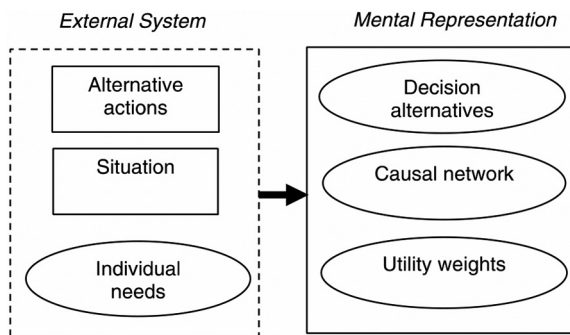 External System
Mental Representation
Alternative
actions
Situation
Individual
needs
Decision
alternatives
Causal network
Utility weights